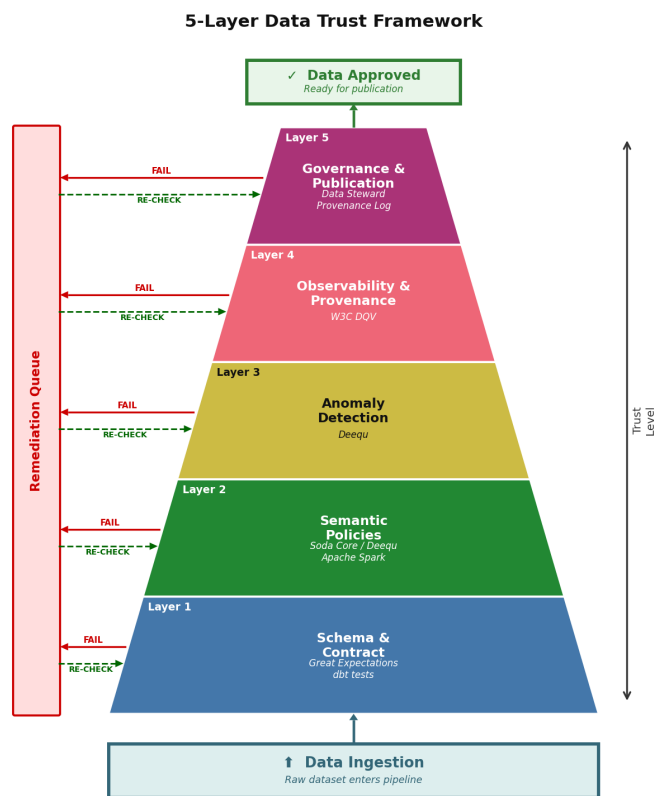 5-Layer Data Trust Framework
✓ Data Approved
Ready for publication
Layer 5
Governance &
Publication
Data Steward
Provenance Log
FAIL
RE-CHECK
Layer 4
Observability &
Provenance
W3C DQV
FAIL
RE-CHECK
Layer 3
Anomaly
Detection
Deequ
FAIL
RE-CHECK
Layer 2
Semantic
Policies
Soda Core / Deequ
Apache Spark
FAIL
RE-CHECK
Layer 1
Schema &
Contract
Great Expectations
dbt tests
FAIL
RE-CHECK
Remediation Queue
Trust
Level
⬆ Data Ingestion
Raw dataset enters pipeline